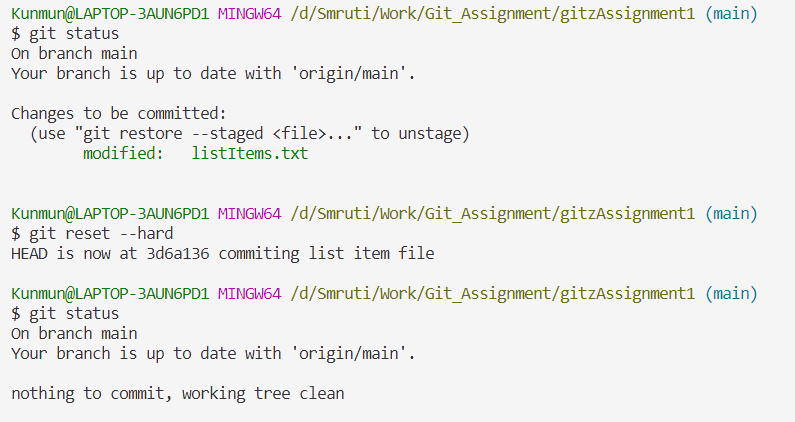 Kunmun@LAPTOP-3AUN6PD1 MINGW64 /d/Smruti/Work/Git_Assignment/gitzAssignment1 (main)
$ git status
On branch main
Your branch is up to date with 'origin/main'.

Changes to be committed:
  (use "git restore --staged <file>..." to unstage)
        modified:   listItems.txt


Kunmun@LAPTOP-3AUN6PD1 MINGW64 /d/Smruti/Work/Git_Assignment/gitzAssignment1 (main)
$ git reset --hard
HEAD is now at 3d6a136 commiting list item file

Kunmun@LAPTOP-3AUN6PD1 MINGW64 /d/Smruti/Work/Git_Assignment/gitzAssignment1 (main)
$ git status
On branch main
Your branch is up to date with 'origin/main'.

nothing to commit, working tree clean